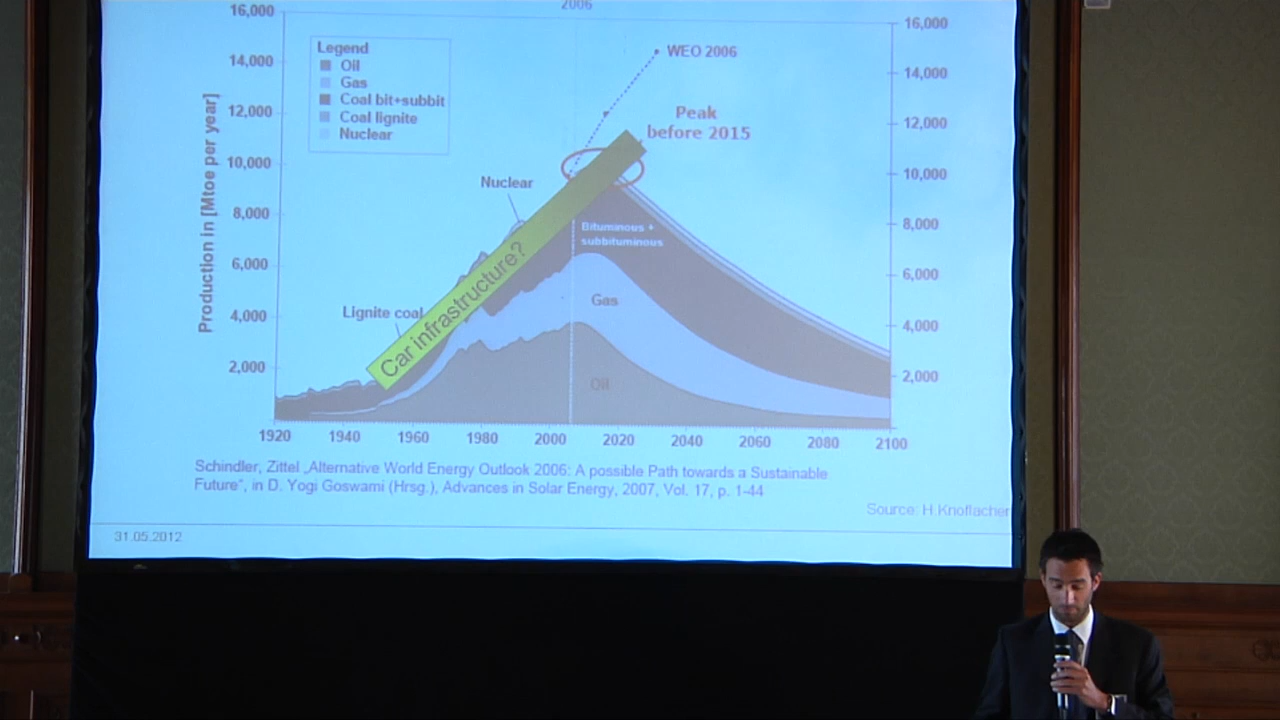 2006
16,000
14,000
12,000
10,000
8,000
6,000
4,000
2,000
Production in [Mtoe per year]
Legend
Oil
Gas
Coal bit+subbit
Coal lignite
Nuclear
WEO 2006
Peak
before 2015
Nuclear
Bituminous +
subbituminous
Lignite coal
Car infrastructure?
Gas
Oil
16,000
14,000
12,000
10,000
8,000
6,000
4,000
2,000
1920 1940 1960 1980 2000 2020 2040 2060 2080 2100
Schindler, Zittel „Alternative World Energy Outlook 2006: A possible Path towards a Sustainable
Future“, in D. Yogi Goswami (Hrsg.), Advances in Solar Energy, 2007, Vol. 17, p. 1-44
Source: H.Knoflacher
31.05.2012